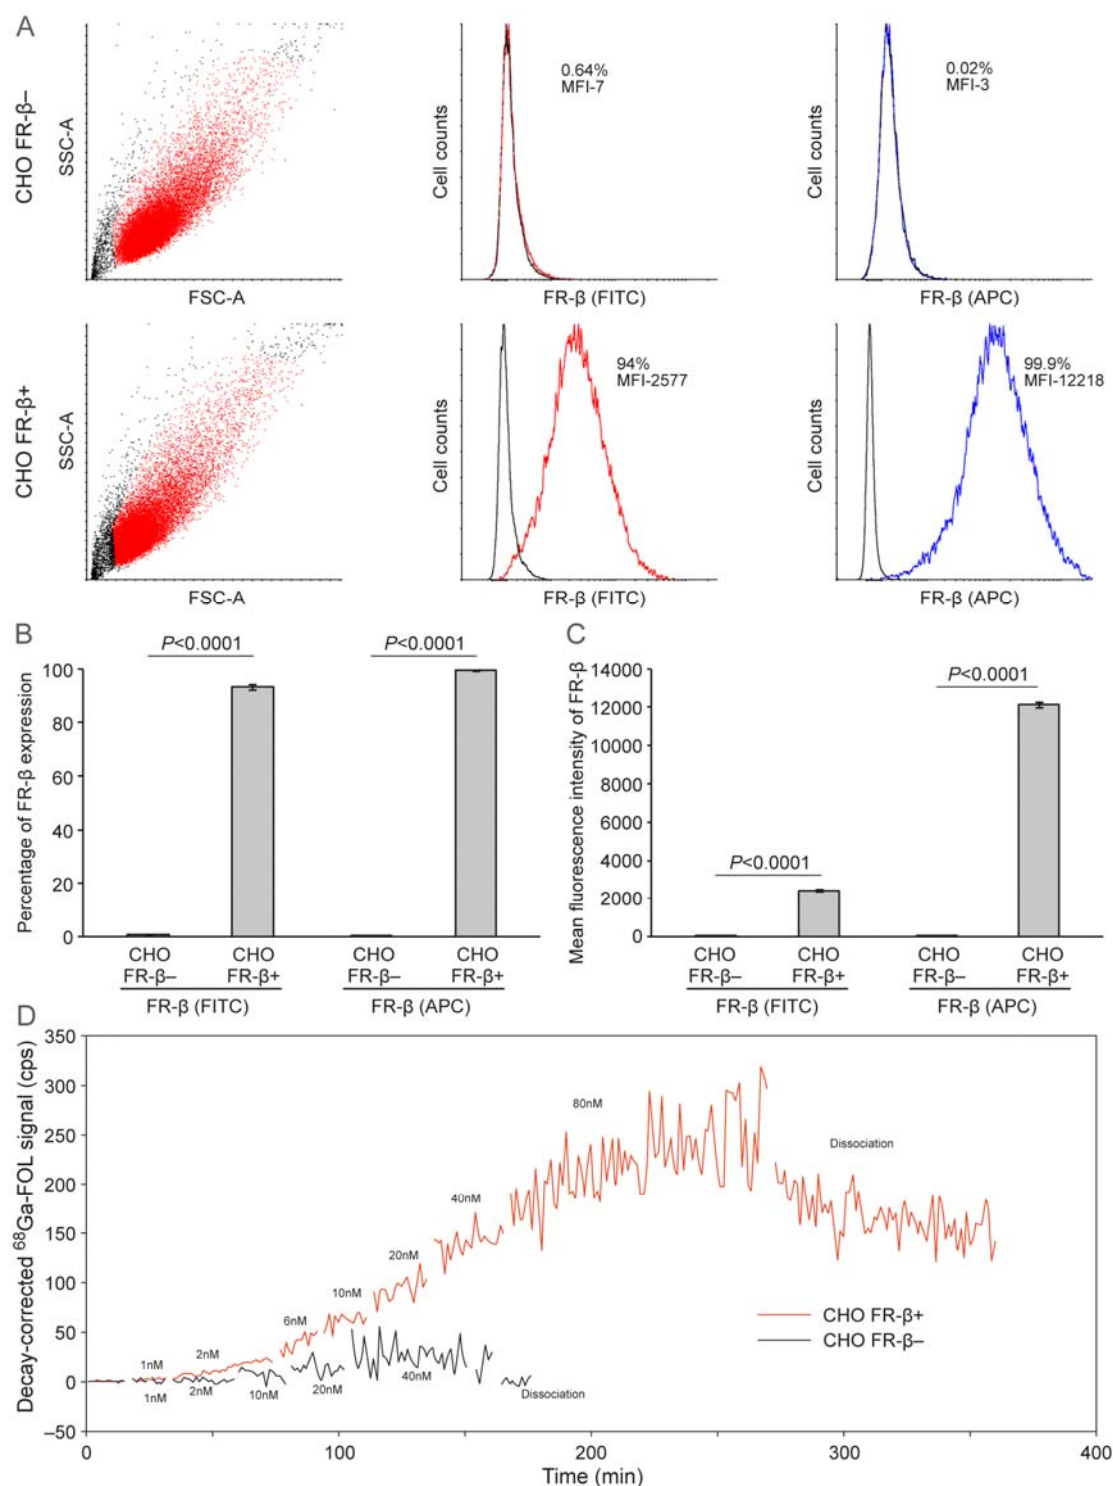 A
CHO FR-β–
SSC-A
FSC-A
Cell counts
0.64%
MFI-7
FR-β (FITC)
Cell counts
0.02%
MFI-3
FR-β (APC)
CHO FR-β+
SSC-A
FSC-A
Cell counts
94%
MFI-2577
FR-β (FITC)
Cell counts
99.9%
MFI-12218
FR-β (APC)
B
Percentage of FR-β expression
100
80
60
40
20
0
P<0.0001
P<0.0001
CHO
FR-β–
CHO
FR-β+
CHO
FR-β–
CHO
FR-β+
FR-β (FITC)
FR-β (APC)
C
Mean fluorescence intensity of FR-β
14000
12000
10000
8000
6000
4000
2000
0
P<0.0001
P<0.0001
CHO
FR-β–
CHO
FR-β+
CHO
FR-β–
CHO
FR-β+
FR-β (FITC)
FR-β (APC)
D
Decay-corrected ⁶⁸Ga-FOL signal (cps)
350
300
250
200
150
100
50
0
–50
1nM
2nM
6nM
10nM
20nM
40nM
80nM
Dissociation
1nM
2nM
10nM
20nM
40nM
Dissociation
CHO FR-β+
CHO FR-β–
0
100
200
300
400
Time (min)